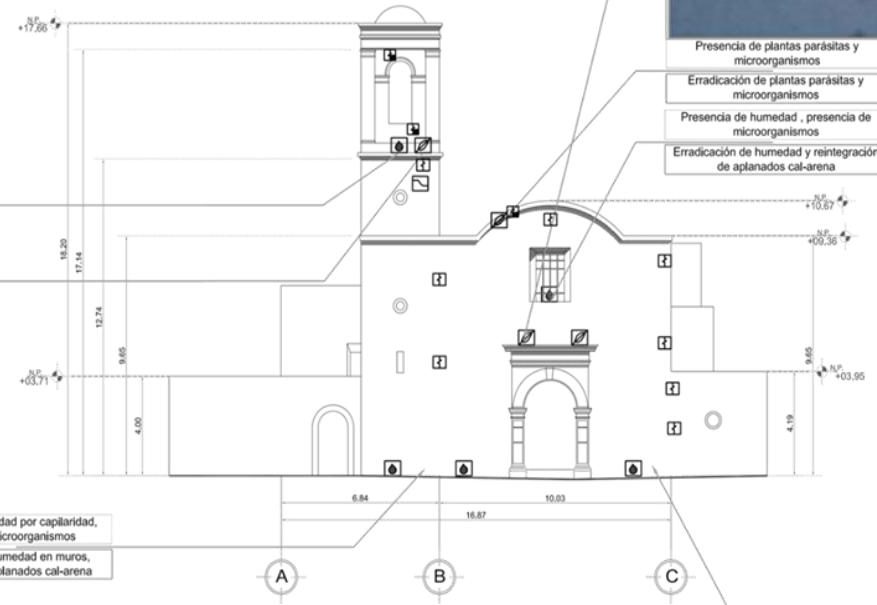 N.P.
+17,66
Presencia de plantas parásitas y
microorganismos
Erradicación de plantas parásitas y
microorganismos
Presencia de humedad , presencia de
microorganismos
Erradicación de humedad y reintegración
de aplanados cal-arena
N.P.
+10.67
N.P.
+09,36
18,20
17,14
12,74
9,65
4,00
N.P.
+03,71
9,65
N.P.
+03,95
4,19
6,84
10,03
16,87
dad por capilaridad,
icroorganismos
umedad en muros,
planados cal-arena
A
B
C